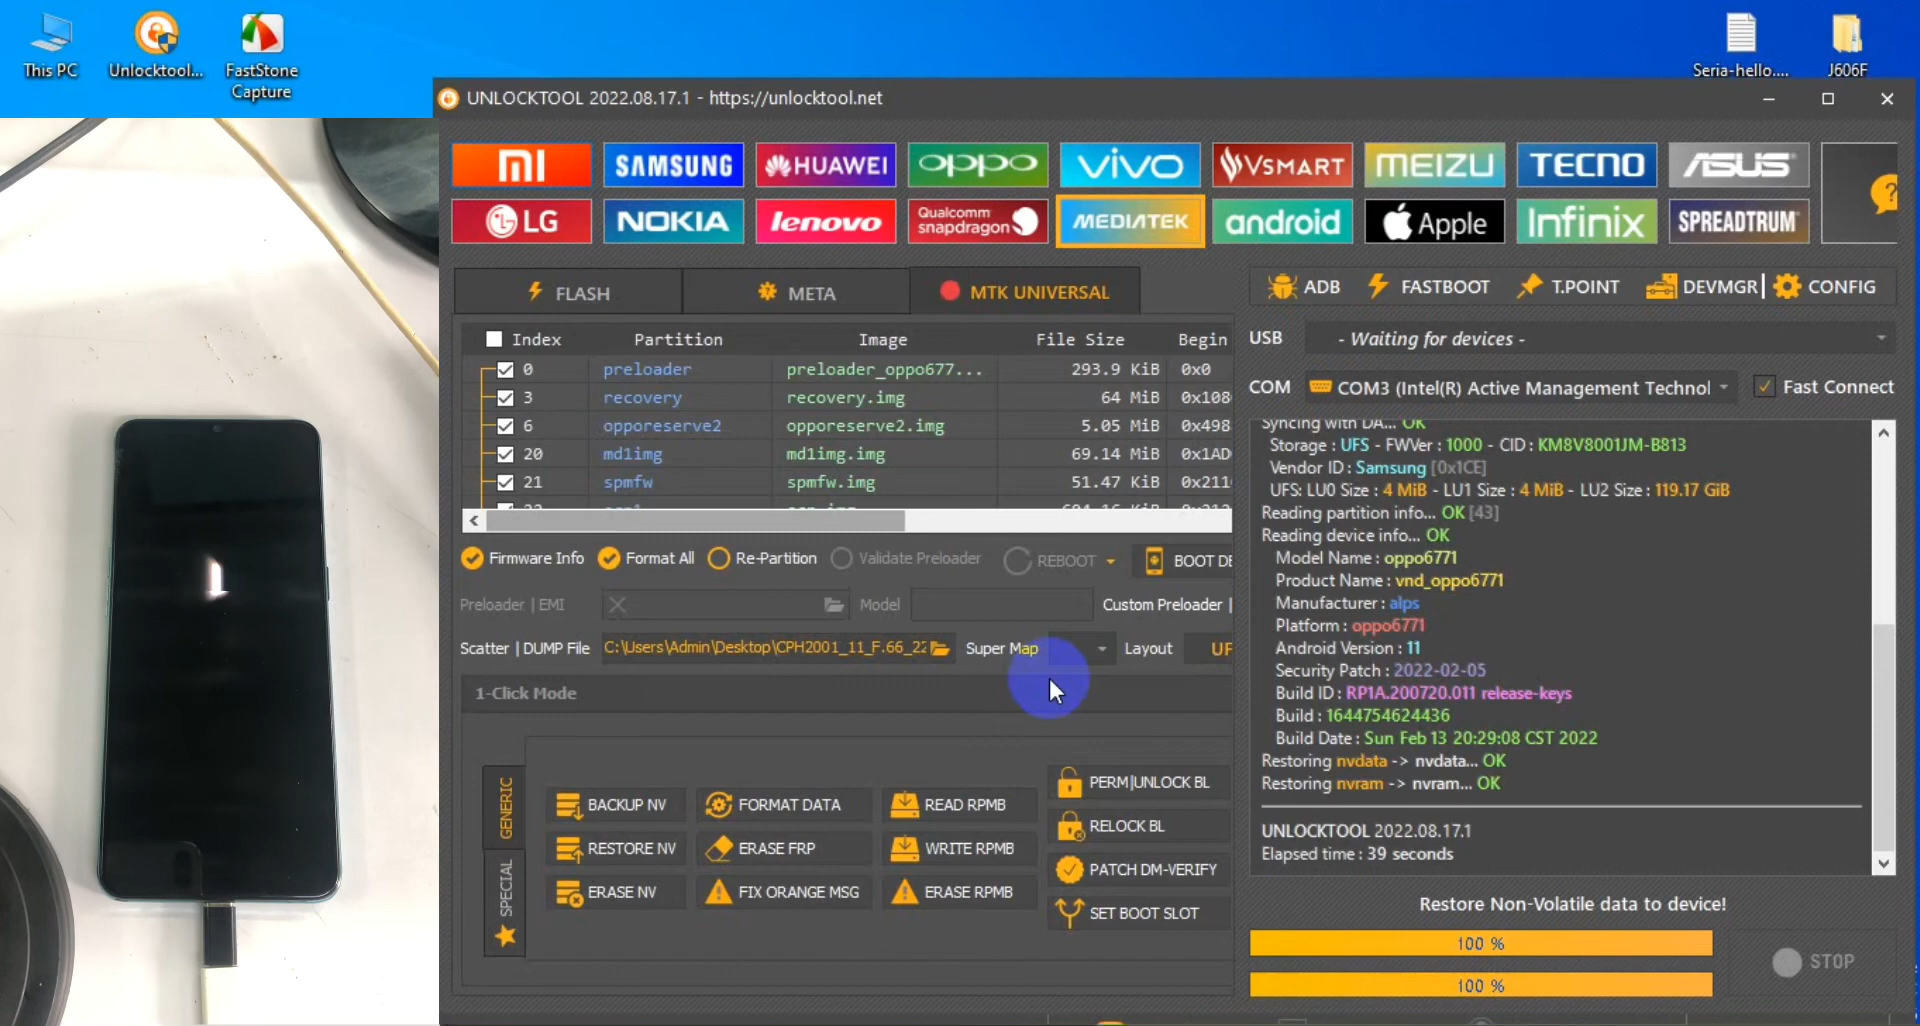 This PC
Unlocktool...
FastStone
Capture
Seria-hello....
J606F
UNLOCKTOOL 2022.08.17.1 - https://unlocktool.net
mi SAMSUNG HUAWEI oppo vivo VSMART MEIZU TECNO ASUS
LG NOKIA lenovo Qualcomm snapdragon MEDIATEK android Apple Infinix SPREADTRUM
?
FLASH META MTK UNIVERSAL
ADB FASTBOOT T.POINT DEVMGR CONFIG
Index Partition Image File Size Begin
0 preloader preloader_oppo677... 293.9 KiB 0x0
3 recovery recovery.img 64 MiB 0x108
6 opporeserve2 opporeserve2.img 5.05 MiB 0x498
20 md1img md1img.img 69.14 MiB 0x1AD
21 spmfw spmfw.img 51.47 KiB 0x211
Firmware Info Format All Re-Partition Validate Preloader REBOOT BOOT DE
Preloader | EMI Model Custom Preloader |
Scatter | DUMP File C:\Users\Admin\Desktop\CPH2001_11_F.66_22 Super Map Layout UF
1-Click Mode
GENERIC
SPECIAL
BACKUP NV FORMAT DATA READ RPMB PERM|UNLOCK BL
RESTORE NV ERASE FRP WRITE RPMB RELOCK BL
ERASE NV FIX ORANGE MSG ERASE RPMB PATCH DM-VERIFY
SET BOOT SLOT
USB - Waiting for devices -
COM COM3 (Intel(R) Active Management Technol Fast Connect
Syncing with DA... OK
Storage : UFS - FWVer : 1000 - CID : KM8V8001JM-B813
Vendor ID : Samsung [0x1CE]
UFS: LU0 Size : 4 MiB - LU1 Size : 4 MiB - LU2 Size : 119.17 GiB
Reading partition info... OK [43]
Reading device info... OK
Model Name : oppo6771
Product Name : vnd_oppo6771
Manufacturer : alps
Platform : oppo6771
Android Version : 11
Security Patch : 2022-02-05
Build ID : RP1A.200720.011 release-keys
Build : 1644754624436
Build Date : Sun Feb 13 20:29:08 CST 2022
Restoring nvdata -> nvdata... OK
Restoring nvram -> nvram... OK
UNLOCKTOOL 2022.08.17.1
Elapsed time : 39 seconds
Restore Non-Volatile data to device!
100 %
100 %
STOP